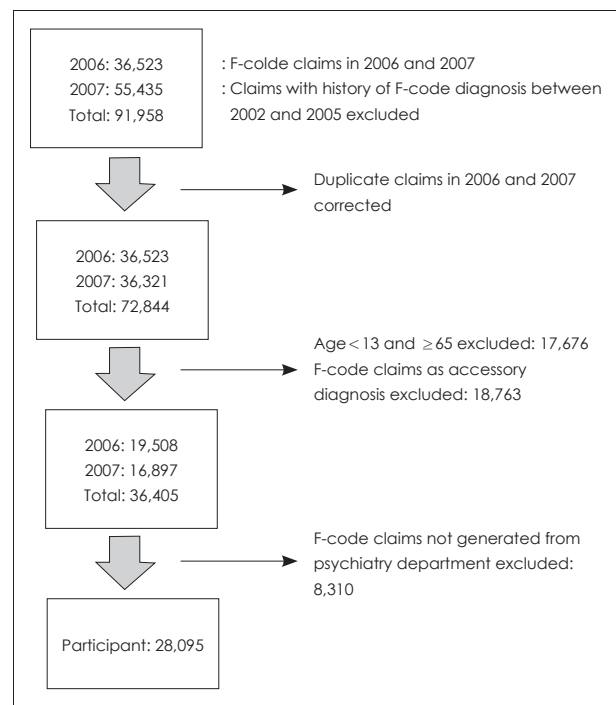 2006: 36,523
2007: 55,435
Total: 91,958
: F-colde claims in 2006 and 2007
: Claims with history of F-code diagnosis between
2002 and 2005 excluded
Duplicate claims in 2006 and 2007
corrected
2006: 36,523
2007: 36,321
Total: 72,844
Age < 13 and ≥ 65 excluded: 17,676
F-code claims as accessory
diagnosis excluded: 18,763
2006: 19,508
2007: 16,897
Total: 36,405
F-code claims not generated from
psychiatry department excluded:
8,310
Participant: 28,095